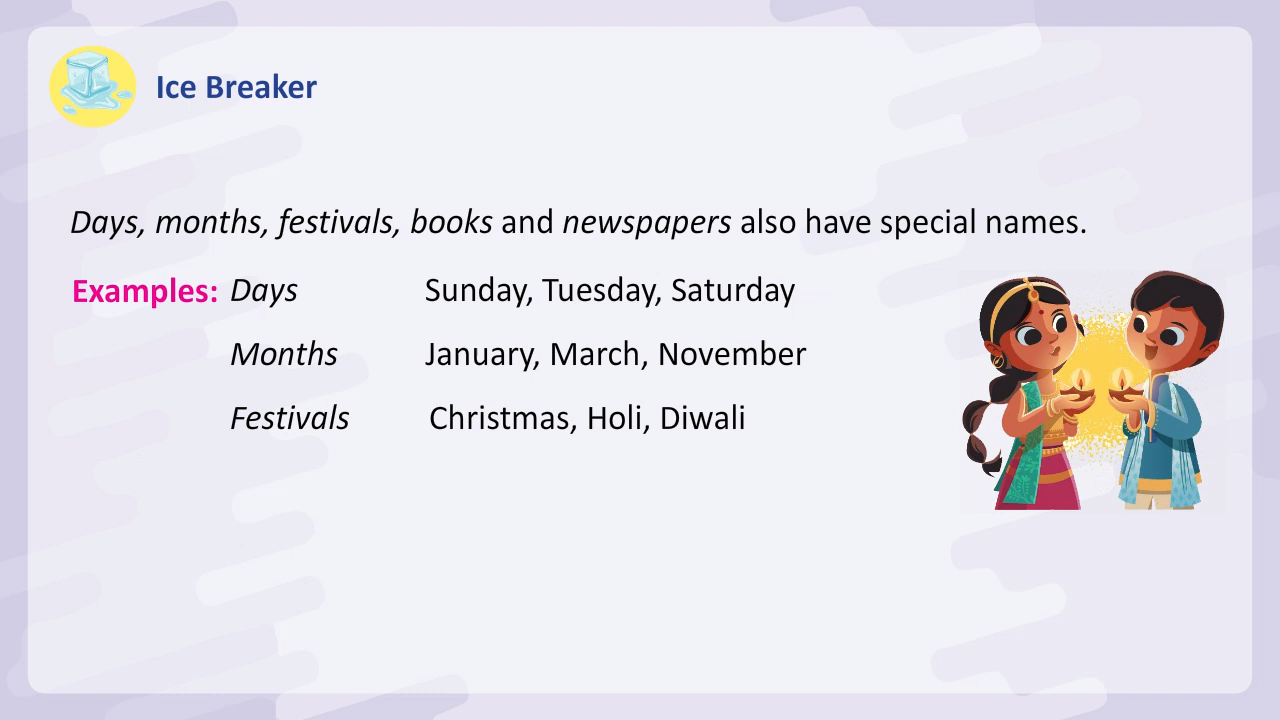 Ice Breaker
Days, months, festivals, books and newspapers also have special names.
Examples: Days Sunday, Tuesday, Saturday
Months January, March, November
Festivals Christmas, Holi, Diwali